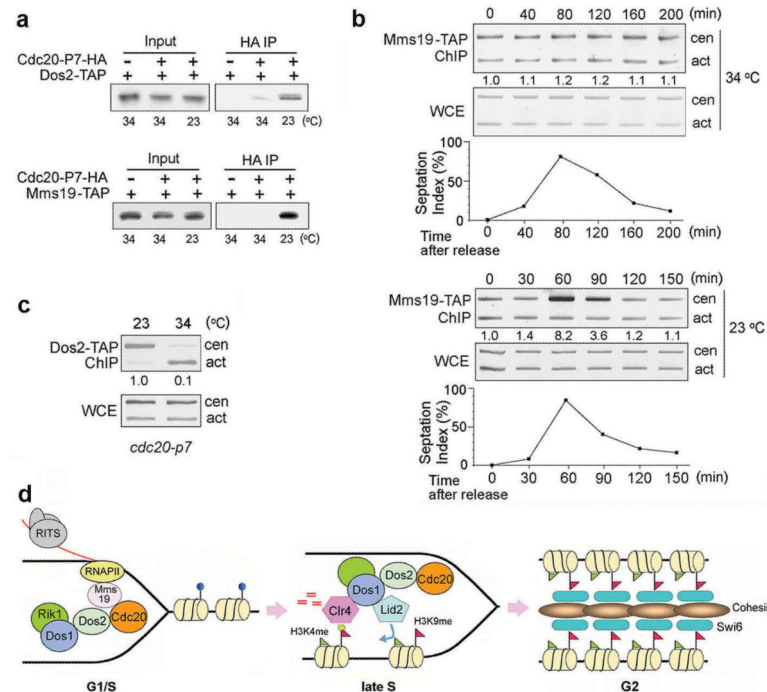 a
Input HA IP
Cdc20-P7-HA - + + - + +
Dos2-TAP + + + + + +
34 34 23 34 34 23 (ºC)
Input HA IP
Cdc20-P7-HA - + + - + +
Mms19-TAP + + + + + +
34 34 23 34 34 23 (ºC)
b
0 40 80 120 160 200 (min)
Mms19-TAP cen
ChIP act
1.0 1.1 1.2 1.2 1.1 1.1
WCE cen
act
34 ºC
100
50
0
Septation
Index (%)
0 40 80 120 160 200 (min)
Time
after release
0 30 60 90 120 150 (min)
Mms19-TAP cen
ChIP act
1.0 1.4 8.2 3.6 1.2 1.1
WCE cen
act
23 ºC
100
50
0
Septation
Index (%)
0 30 60 90 120 150 (min)
Time
after release
c
23 34 (ºC)
Dos2-TAP cen
ChIP act
1.0 0.1
WCE cen
act
cdc20-p7
d
RITS
RNAPII
Mms
19
Rik1
Dos1
Dos2
Cdc20
G1/S
Dos2
Cdc20
Dos1
Clr4
Lid2
H3K4me
H3K9me
late S
Cohesi
Swi6
G2